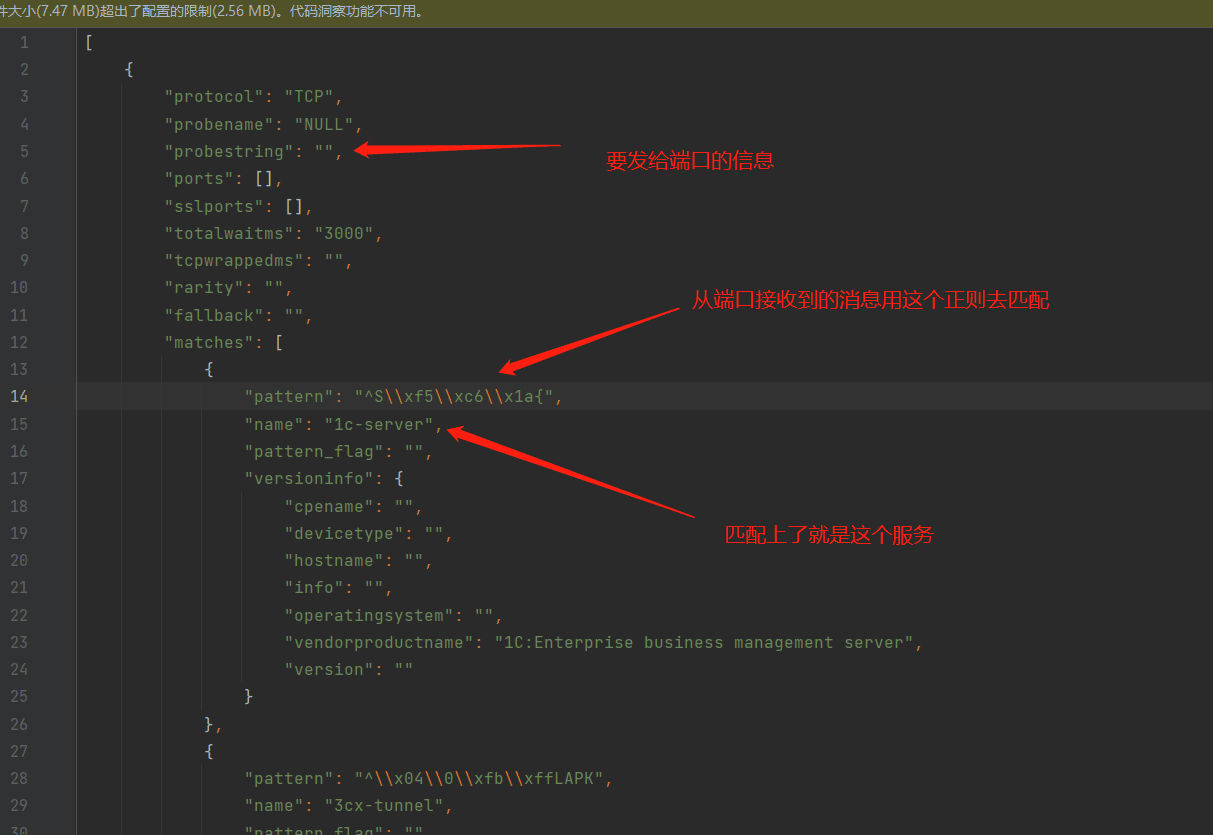 件大小(7.47 MB)超出了配置的限制(2.56 MB)。代码洞察功能不可用。
1 [
2 {
3 "protocol": "TCP",
4 "probename": "NULL",
5 "probestring": "",
要发给端口的信息
6 "ports": [],
7 "sslports": [],
8 "totalwaitms": "3000",
9 "tcpwrappedms": "",
10 "rarity": "",
从端口接收到的消息用这个正则去匹配
11 "fallback": "",
12 "matches": [
13 {
14 "pattern": "^S\\xf5\\xc6\\x1a{",
15 "name": "1c-server",
16 "pattern_flag": "",
17 "versioninfo": {
18 "cpename": "",
19 "devicetype": "",
匹配上了就是这个服务
20 "hostname": "",
21 "info": "",
22 "operatingsystem": "",
23 "vendorproductname": "1C:Enterprise business management server",
24 "version": ""
25 }
26 },
27 {
28 "pattern": "^\\x04\\0\\xfb\\xffLAPK",
29 "name": "3cx-tunnel",
30 "pattern_flag": ""